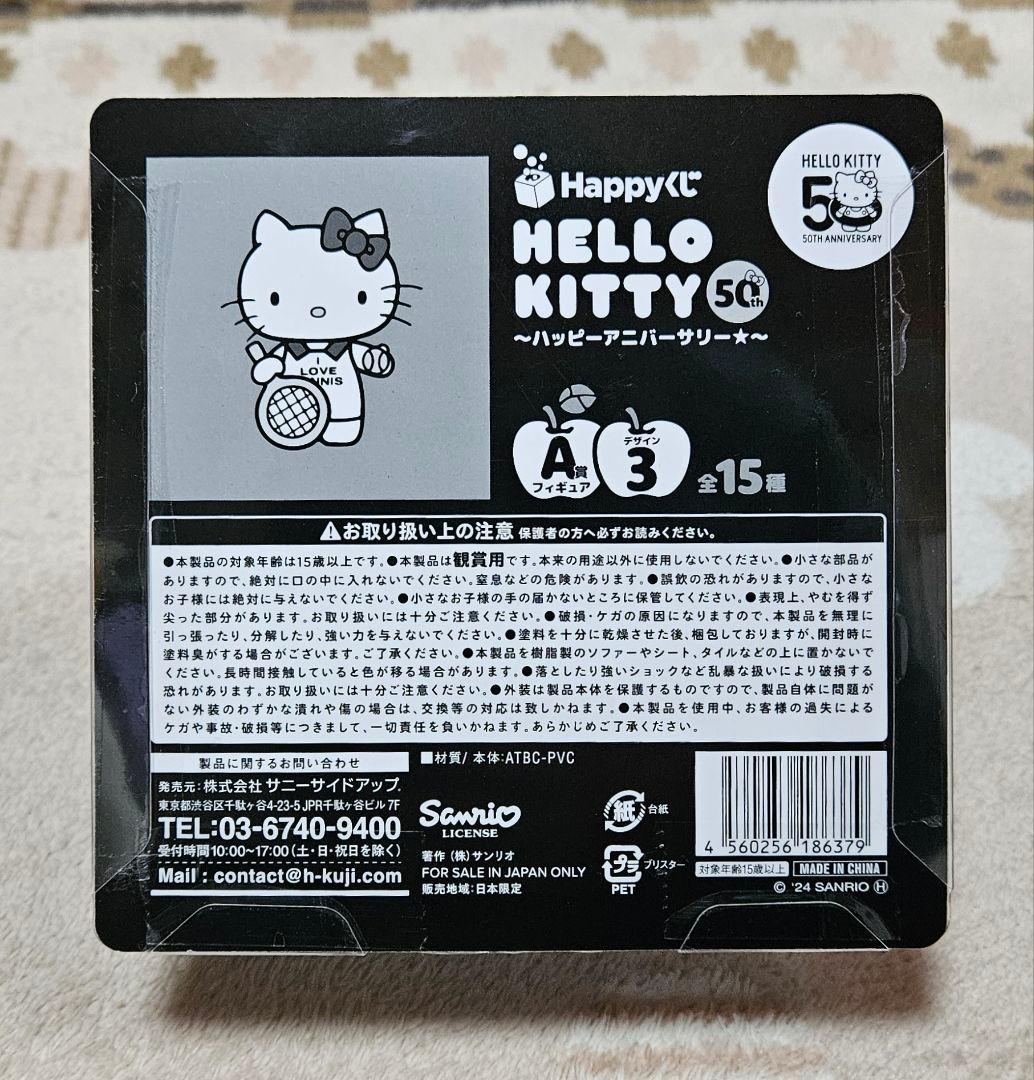 Happyくじ
HELLO
KITTY 50th
～ハッピーアニバーサリー★～
HELLO KITTY
50
50TH ANNIVERSARY
I
LOVE
A賞
フィギュア
デザイン
3
全15種
⚠お取り扱い上の注意 保護者の方へ必ずお読みください。
●本製品の対象年齢は15歳以上です。●本製品は観賞用です。本来の用途以外に使用しないでください。●小さな部品が
ありますので、絶対に口の中に入れないでください。窒息などの危険があります。●誤飲の恐れがありますので、小さな
お子様には絶対に与えないでください。●小さなお子様の手の届かないところに保管してください。●表現上、やむを得ず
尖った部分があります。お取り扱いには十分ご注意ください。●破損・ケガの原因になりますので、本製品を無理に
引っ張ったり、分解したり、強い力を与えないでください。●塗料を十分に乾燥させた後、梱包しておりますが、開封時に
塗料臭がする場合がございます。ご了承ください。●本製品を樹脂製のソファーやシート、タイルなどの上に置かないで
ください。長時間接触していると色が移る場合があります。●落としたり強いショックなど乱暴な扱いにより破損する
恐れがあります。お取り扱いには十分ご注意ください。●外装は製品本体を保護するものですので、製品自体に問題が
ない外装のわずかな潰れや傷の場合は、交換等の対応は致しかねます。●本製品を使用中、お客様の過失による
ケガや事故・破損等につきまして、一切責任を負いかねます。あらかじめご了承ください。
製品に関するお問い合わせ
発売元:株式会社 サニーサイドアップ.
東京都渋谷区千駄ヶ谷4-23-5 JPR千駄ヶ谷ビル 7F
TEL:03-6740-9400
受付時間10:00~17:00(土・日・祝日を除く)
Mail : contact@h-kuji.com
■材質/ 本体:ATBC-PVC
Sanrio
LICENSE
著作 (株)サンリオ
FOR SALE IN JAPAN ONLY
販売地域:日本限定
紙 台紙
プラ ブリスター
PET
4 560256 186379
対象年齢15歳以上 MADE IN CHINA
© '24 SANRIO Ⓗ